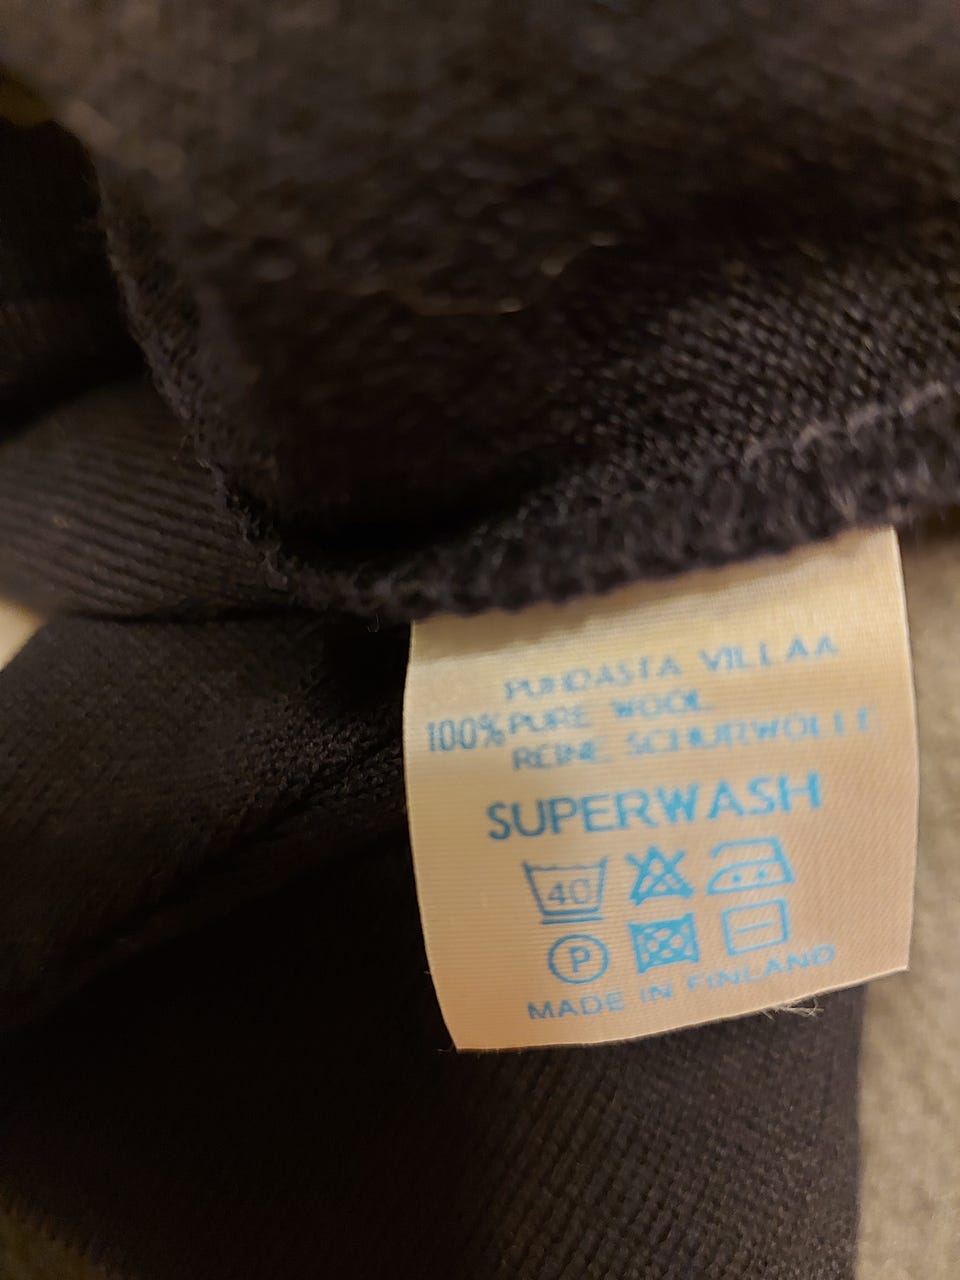 PUHDASTA VILLAA
100% PURE WOOL
REINE SCHURWOLLE
SUPERWASH
40
P
MADE IN FINLAND